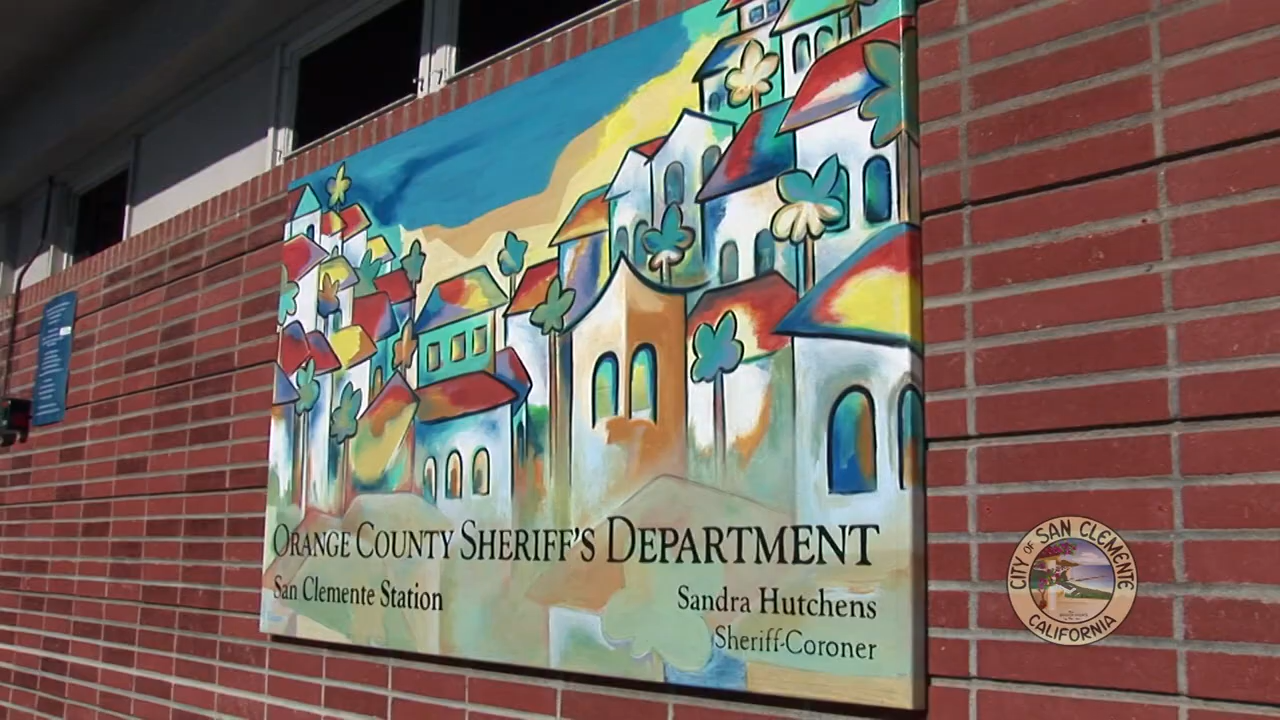 Orange County Sheriff's Department
San Clemente Station
Sandra Hutchens
Sheriff-Coroner
CITY OF SAN CLEMENTE
CALIFORNIA